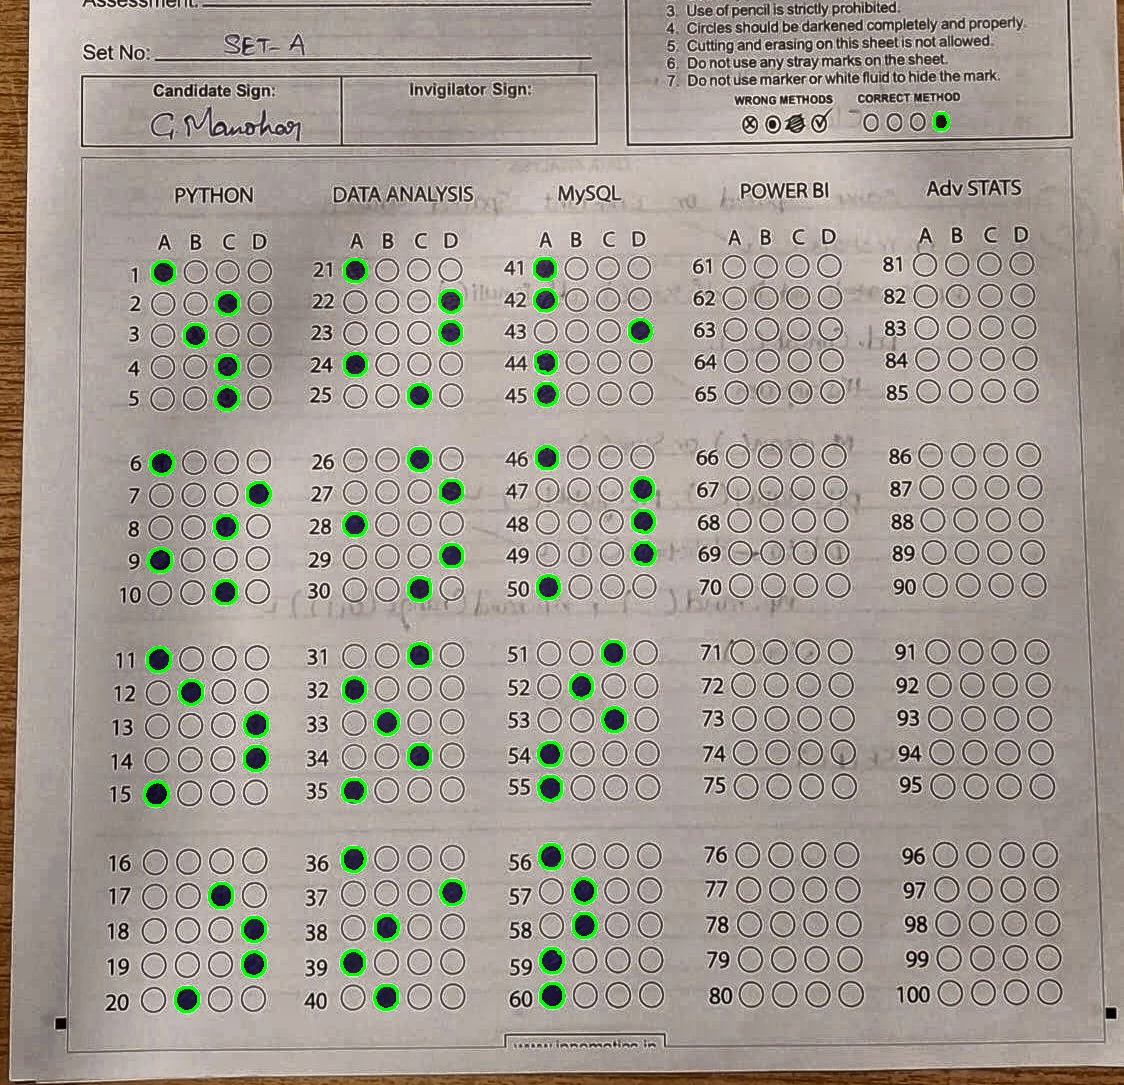 Assessment:
Set No: SET-A
Candidate Sign:
G Manohar
Invigilator Sign:
3. Use of pencil is strictly prohibited.
4. Circles should be darkened completely and properly.
5. Cutting and erasing on this sheet is not allowed.
6. Do not use any stray marks on the sheet.
7. Do not use marker or white fluid to hide the mark.
WRONG METHODS CORRECT METHOD
PYTHON DATA ANALYSIS MySQL POWER BI Adv STATS
A B C D A B C D A B C D A B C D A B C D
1 21 41 61 81
2 22 42 62 82
3 23 43 63 83
4 24 44 64 84
5 25 45 65 85
6 26 46 66 86
7 27 47 67 87
8 28 48 68 88
9 29 49 69 89
10 30 50 70 90
11 31 51 71 91
12 32 52 72 92
13 33 53 73 93
14 34 54 74 94
15 35 55 75 95
16 36 56 76 96
17 37 57 77 97
18 38 58 78 98
19 39 59 79 99
20 40 60 80 100